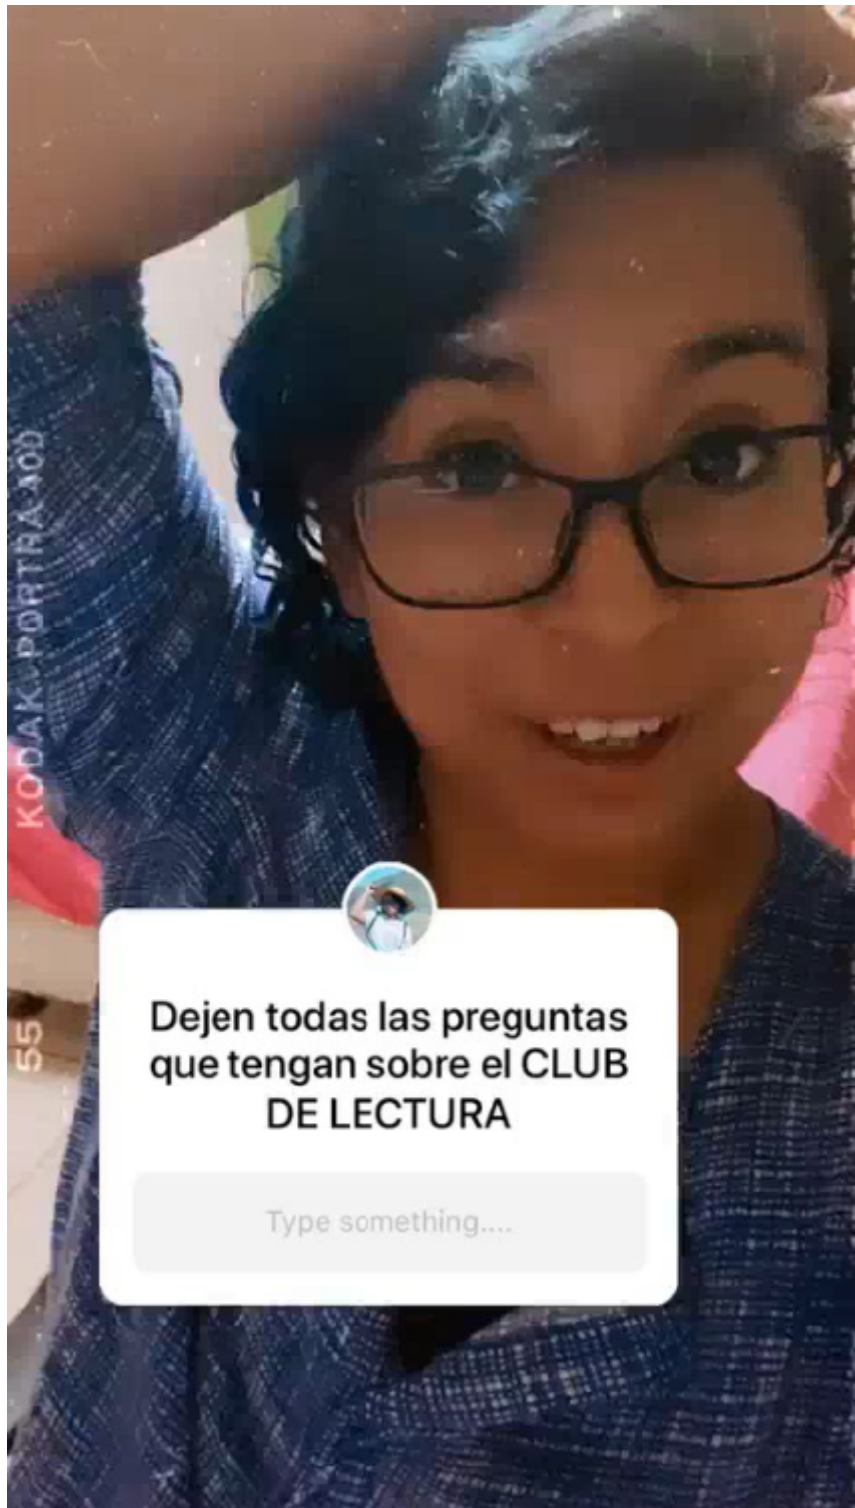 KODAK PORTRA 400
55
Dejen todas las preguntas
que tengan sobre el CLUB
DE LECTURA
Type something....